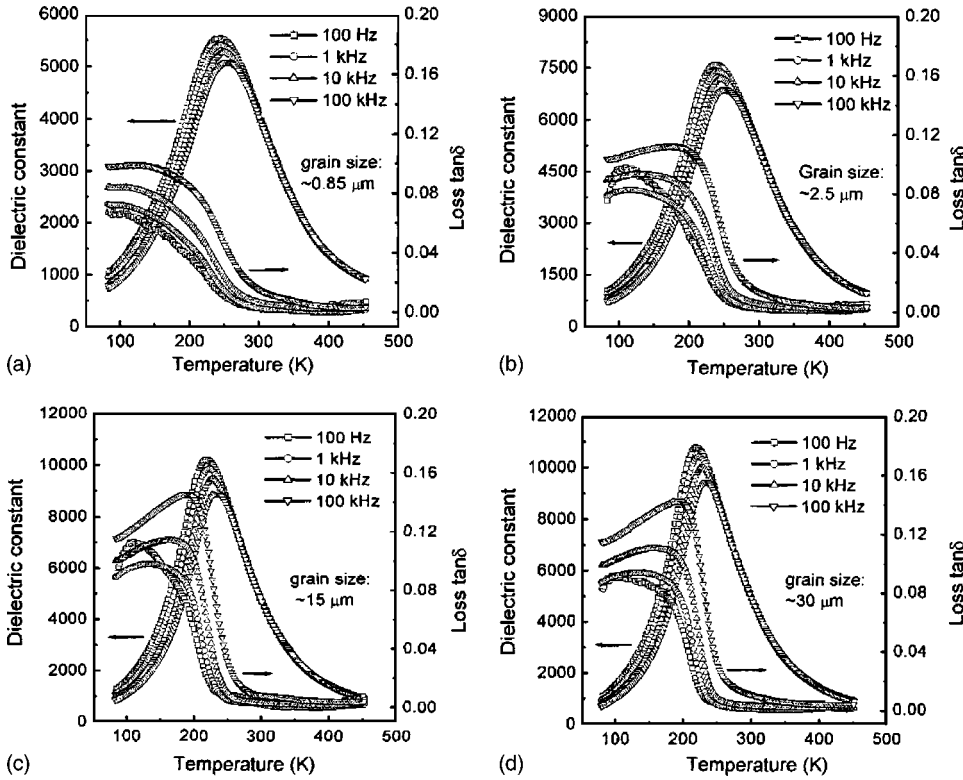 6000
5000
4000
3000
2000
1000
0
0.20
0.16
0.12
0.08
0.04
0.00
100 200 300 400 500
Dielectric constant
Loss tanδ
Temperature (K)
100 Hz
1 kHz
10 kHz
100 kHz
grain size:
~0.85 μm
(a)
9000
7500
6000
4500
3000
1500
0
0.20
0.16
0.12
0.08
0.04
0.00
100 200 300 400 500
Dielectric constant
Loss tanδ
Temperature (K)
100 Hz
1 kHz
10 kHz
100 kHz
Grain size:
~2.5 μm
(b)
12000
10000
8000
6000
4000
2000
0
0.20
0.16
0.12
0.08
0.04
0.00
100 200 300 400 500
Dielectric constant
Loss tanδ
Temperature (K)
100 Hz
1 kHz
10 kHz
100 kHz
grain size:
~15 μm
(c)
12000
11000
10000
9000
8000
7000
6000
5000
4000
3000
2000
1000
0
0.20
0.16
0.12
0.08
0.04
0.00
100 200 300 400 500
Dielectric constant
Loss tanδ
Temperature (K)
100 Hz
1 kHz
10 kHz
100 kHz
grain size:
~30 μm
(d)